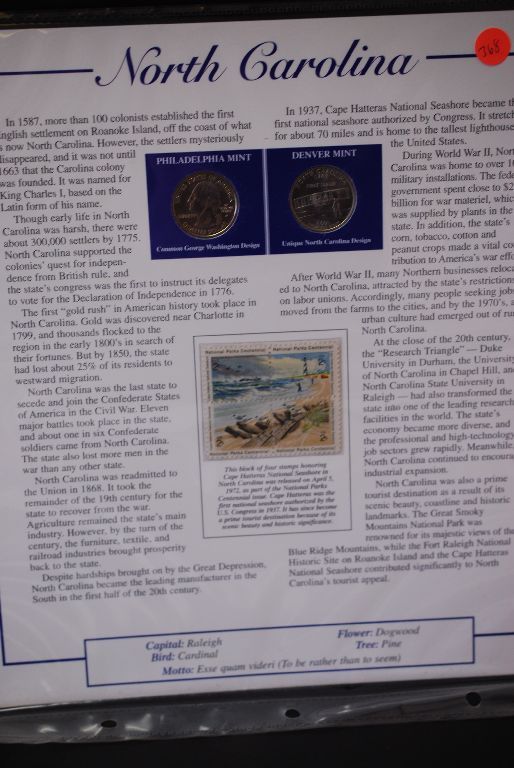 North Carolina
768
In 1587, more than 100 colonists established the first
English settlement on Roanoke Island, off the coast of what
is now North Carolina. However, the settlers mysteriously
disappeared, and it was not until
1663 that the Carolina colony
was founded. It was named for
King Charles I, based on the
Latin form of his name.
Though early life in North
Carolina was harsh, there were
about 300,000 settlers by 1775.
North Carolina supported the
colonies' quest for indepen-
dence from British rule, and
the state's congress was the first to instruct its delegates
to vote for the Declaration of Independence in 1776.
The first "gold rush" in American history took place in
North Carolina. Gold was discovered near Charlotte in
1799, and thousands flocked to the
region in the early 1800's in search of
their fortunes. But by 1850, the state
had lost about 25% of its residents to
westward migration.
North Carolina was the last state to
secede and join the Confederate States
of America in the Civil War. Eleven
major battles took place in the state,
and about one in six Confederate
soldiers came from North Carolina.
The state also lost more men in the
war than any other state.
North Carolina was readmitted to
the Union in 1868. It took the
remainder of the 19th century for the
state to recover from the war.
Agriculture remained the state's main
industry. However, by the turn of the
century, the furniture, textile, and
railroad industries brought prosperity
back to the state.
Despite hardships brought on by the Great Depression,
North Carolina became the leading manufacturer in the
South in the first half of the 20th century.
PHILADELPHIA MINT
LIBERTY
Common George Washington Design
DENVER MINT
FIRST FLIGHT
Unique North Carolina Design
National Parks Centennial
National Parks Centennial
This block of four stamps honoring
Cape Hatteras National Seashore in
North Carolina was released on April 5,
1972, as part of the National Parks
Centennial issue. Cape Hatteras was the
first national seashore authorized by the
U.S. Congress in 1937. It has since become
a prime tourist destination because of its
scenic beauty and historic significance.
In 1937, Cape Hatteras National Seashore became th
first national seashore authorized by Congress. It stretch
for about 70 miles and is home to the tallest lighthouse
the United States.
During World War II, Nort
Carolina was home to over 10
military installations. The fede
government spent close to $2
billion for war materiel, which
was supplied by plants in the
state. In addition, the state's
corn, tobacco, cotton and
peanut crops made a vital co
tribution to America's war effo
After World War II, many Northern businesses reloca
ed to North Carolina, attracted by the state's restrictions
on labor unions. Accordingly, many people seeking jobs
moved from the farms to the cities, and by the 1970's, a
urban culture had emerged out of rur
North Carolina.
At the close of the 20th century,
the "Research Triangle" — Duke
University in Durham, the University
of North Carolina in Chapel Hill, and
North Carolina State University in
Raleigh — had also transformed the
state into one of the leading research
facilities in the world. The state's
economy became more diverse, and
the professional and high-technology
job sectors grew rapidly. Meanwhile
North Carolina continued to encourag
industrial expansion.
North Carolina was also a prime
tourist destination as a result of its
scenic beauty, coastline and historic
landmarks. The Great Smoky
Mountains National Park was
renowned for its majestic views of the
Blue Ridge Mountains, while the Fort Raleigh National
Historic Site on Roanoke Island and the Cape Hatteras
National Seashore contributed significantly to North
Carolina's tourist appeal.
Capital: Raleigh
Flower: Dogwood
Bird: Cardinal
Tree: Pine
Motto: Esse quam videri (To be rather than to seem)